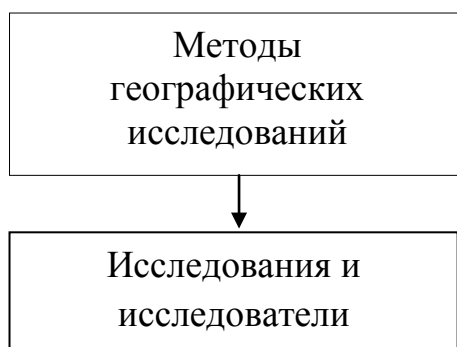 Методы
географических
исследований
Исследования и
исследователи